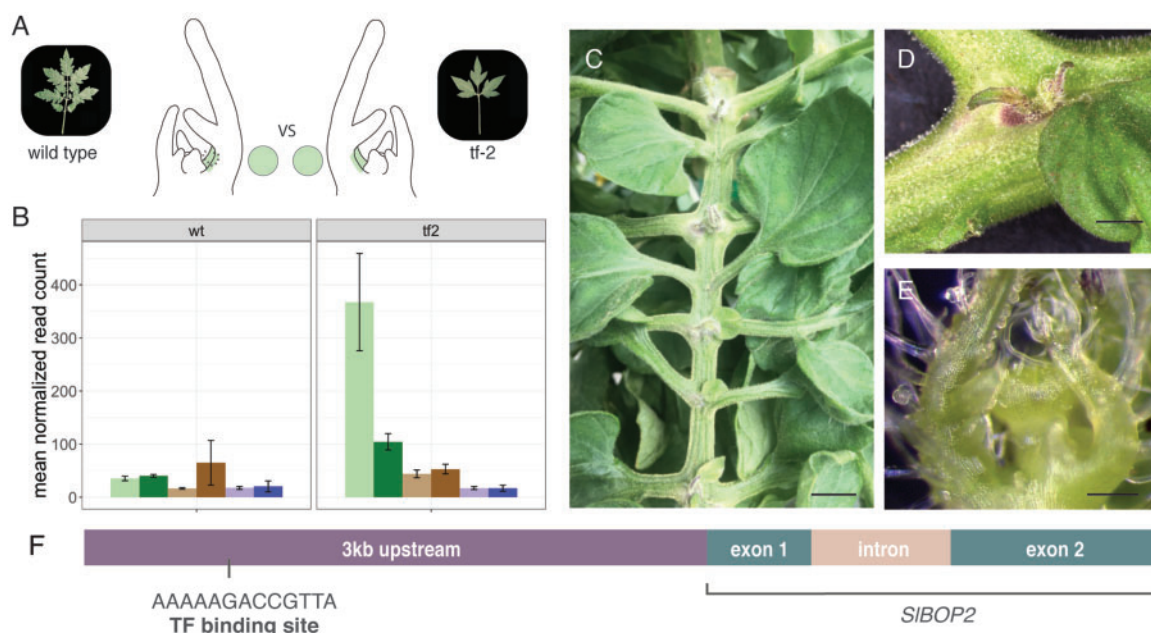 A
wild type
VS
tf-2
B
wt
tf2
mean normalized read count
400
300
200
100
0
C
D
E
F
3kb upstream
exon 1
intron
exon 2
AAAAAGACCGTTA
TF binding site
SlBOP2